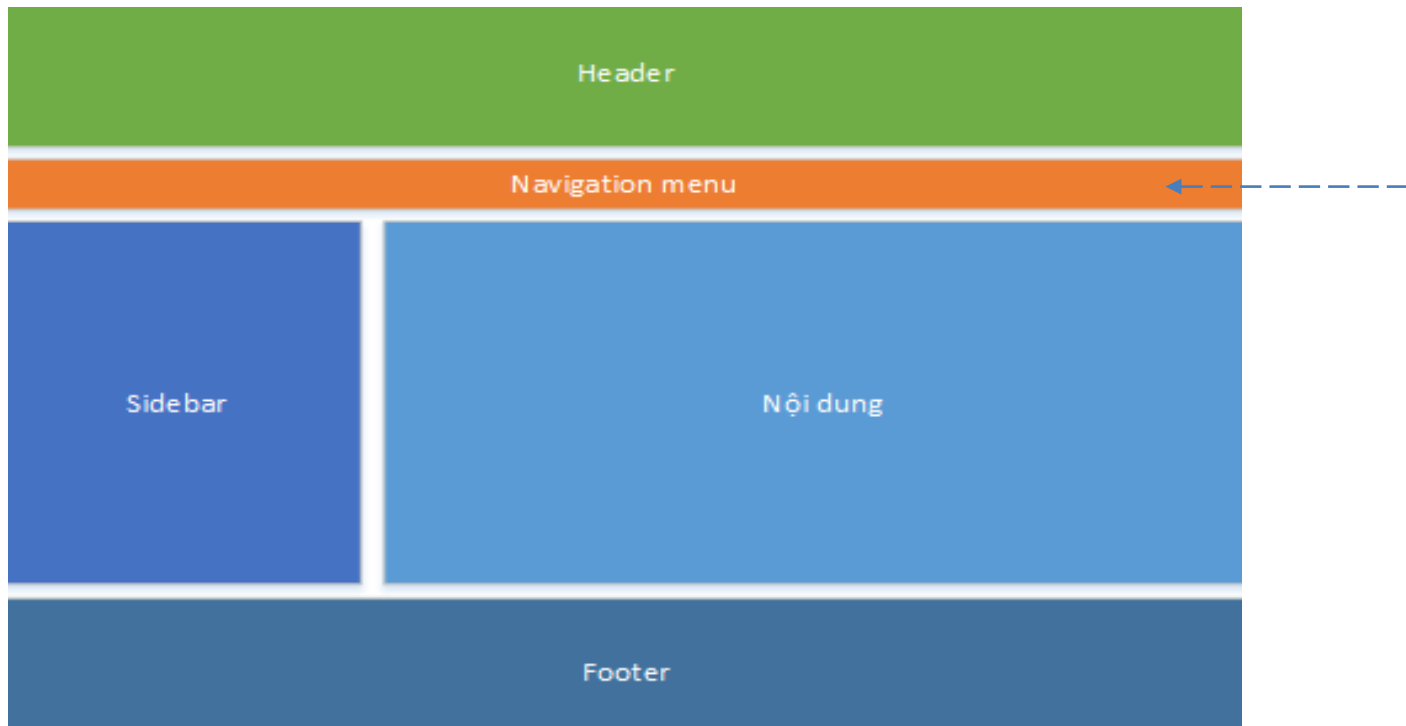 Header
Navigation menu
Sidebar
Nội dung
Footer